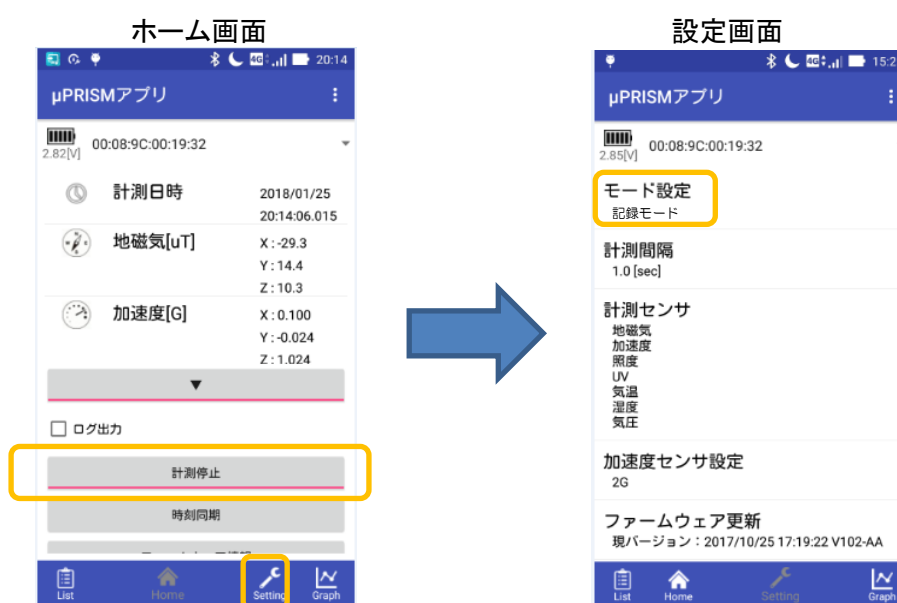 ホーム画面
20:14
μPRISMアプリ
2.82[V]
00:08:9C:00:19:32
計測日時
2018/01/25
20:14:06.015
地磁気[uT]
X : -29.3
Y : 14.4
Z : 10.3
加速度[G]
X : 0.100
Y : -0.024
Z : 1.024
▼
ログ出力
計測停止
時刻同期
List
Home
Setting
Graph
設定画面
4G
15:2
μPRISMアプリ
2.85[V]
00:08:9C:00:19:32
モード設定
記録モード
計測間隔
1.0 [sec]
計測センサ
地磁気
加速度
照度
UV
気温
湿度
気圧
加速度センサ設定
2G
ファームウェア更新
現バージョン：2017/10/25 17:19:22 V102-AA
List
Home
Setting
Graph